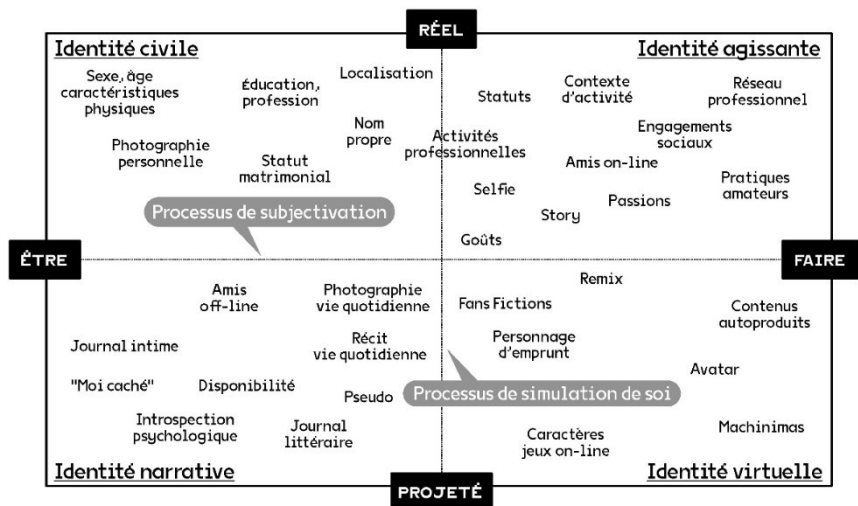 RÉEL
Identité civile
Identité agissante
Sexe, âge
caractéristiques
physiques
Éducation,
profession
Localisation
Statuts
Contexte
d'activité
Réseau
professionnel
Photographie
personnelle
Statut
matrimonial
Nom
propre
Activités
professionnelles
Engagements
sociaux
Amis on-line
Pratiques
amateurs
Selfie
Story
Passions
Goûts
Processus de subjectivation
ÊTRE
FAIRE
Amis
off-line
Photographie
vie quotidienne
Fans Fictions
Remix
Contenus
autoproduits
Journal intime
Récit
vie quotidienne
Personnage
d'emprunt
Avatar
"Moi caché"
Disponibilité
Pseudo
Processus de simulation de soi
Introspection
psychologique
Journal
littéraire
Caractères
jeux on-line
Machinimas
Identité narrative
Identité virtuelle
PROJETÉ